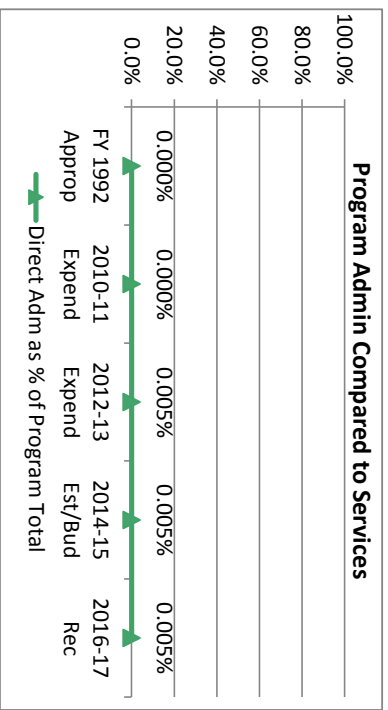 Program Admin Compared to Services
100.0%
80.0%
60.0%
40.0%
20.0%
0.0%
0.000% 0.000% 0.005% 0.005% 0.005%
FY 1992 2010-11 2012-13 2014-15 2016-17
Approp Expend Expend Est/Bud Rec
Direct Adm as % of Program Total